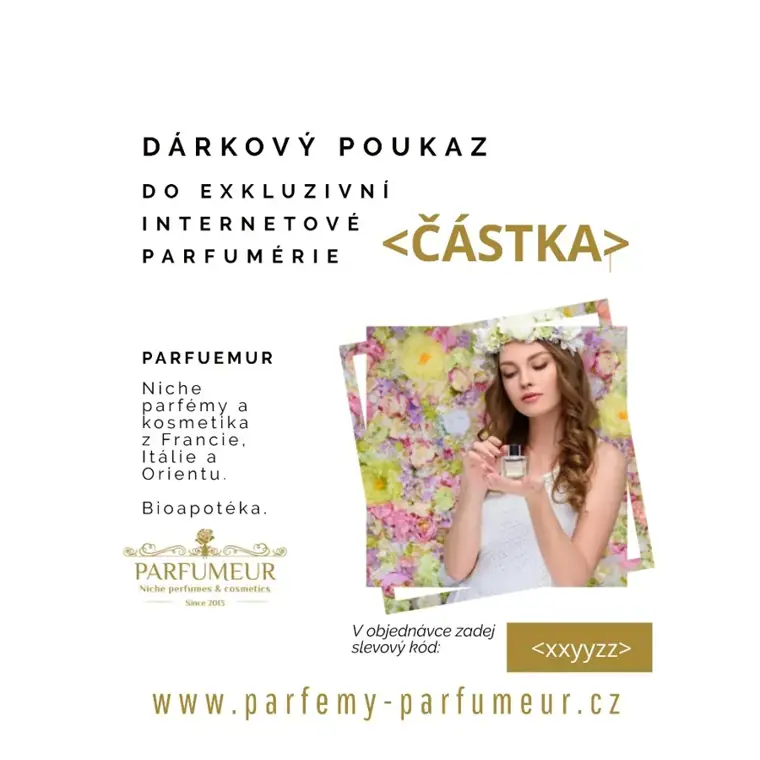 DÁRKOVÝ POUKAZ
DO EXKLUZIVNÍ
INTERNETOVÉ
PARFUMÉRIE
<ČÁSTKA>
PARFUEMUR
Niche
parfémy a
kosmetika
z Francie,
Itálie a
Orientu.
Bioapotéka.
PARFUMEUR
Niche perfumes & cosmetics
Since 2013
V objednávce zadej
slevový kód:
<xxyyzz>
www.parfemy-parfumeur.cz